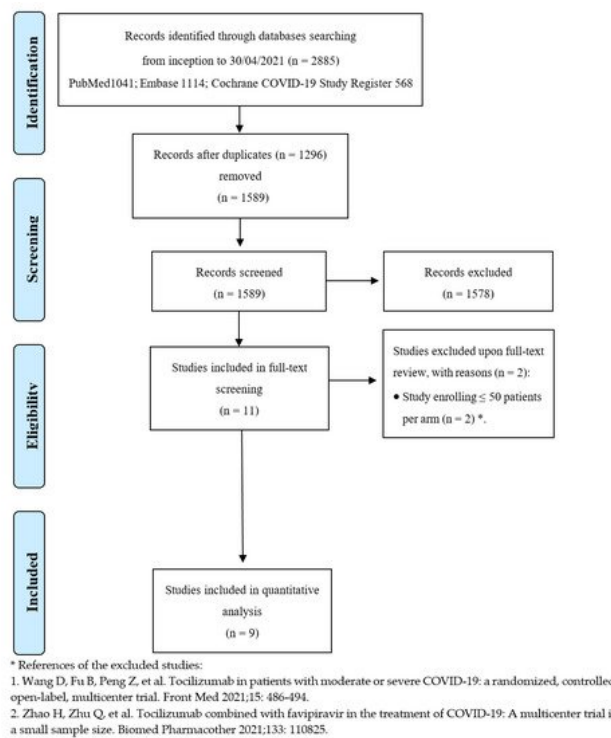 Identification
Records identified through databases searching
from inception to 30/04/2021 (n = 2885)
PubMed1041; Embase 1114; Cochrane COVID-19 Study Register 568
Records after duplicates (n = 1296)
removed
(n = 1589)
Screening
Records screened
(n = 1589)
Records excluded
(n = 1578)
Eligibility
Studies included in full-text
screening
(n = 11)
Studies excluded upon full-text
review, with reasons (n = 2):
● Study enrolling ≤ 50 patients
per arm (n = 2) *.
Included
Studies included in quantitative
analysis
(n = 9)
* References of the excluded studies:
1. Wang D, Fu B, Peng Z, et al. Tocilizumab in patients with moderate or severe COVID-19: a randomized, controlled
open-label, multicenter trial. Front Med 2021;15: 486-494.
2. Zhao H, Zhu Q, et al. Tocilizumab combined with favipiravir in the treatment of COVID-19: A multicenter trial i
a small sample size. Biomed Pharmacother 2021;133: 110825.